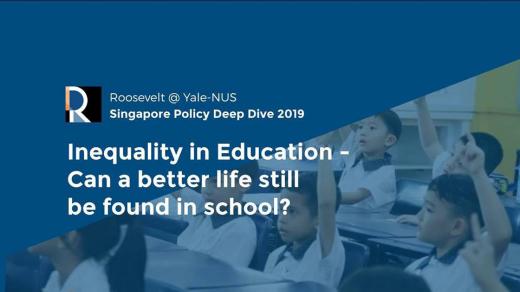 Roosevelt @ Yale-NUS
Singapore Policy Deep Dive 2019
Inequality in Education -
Can a better life still
be found in school?